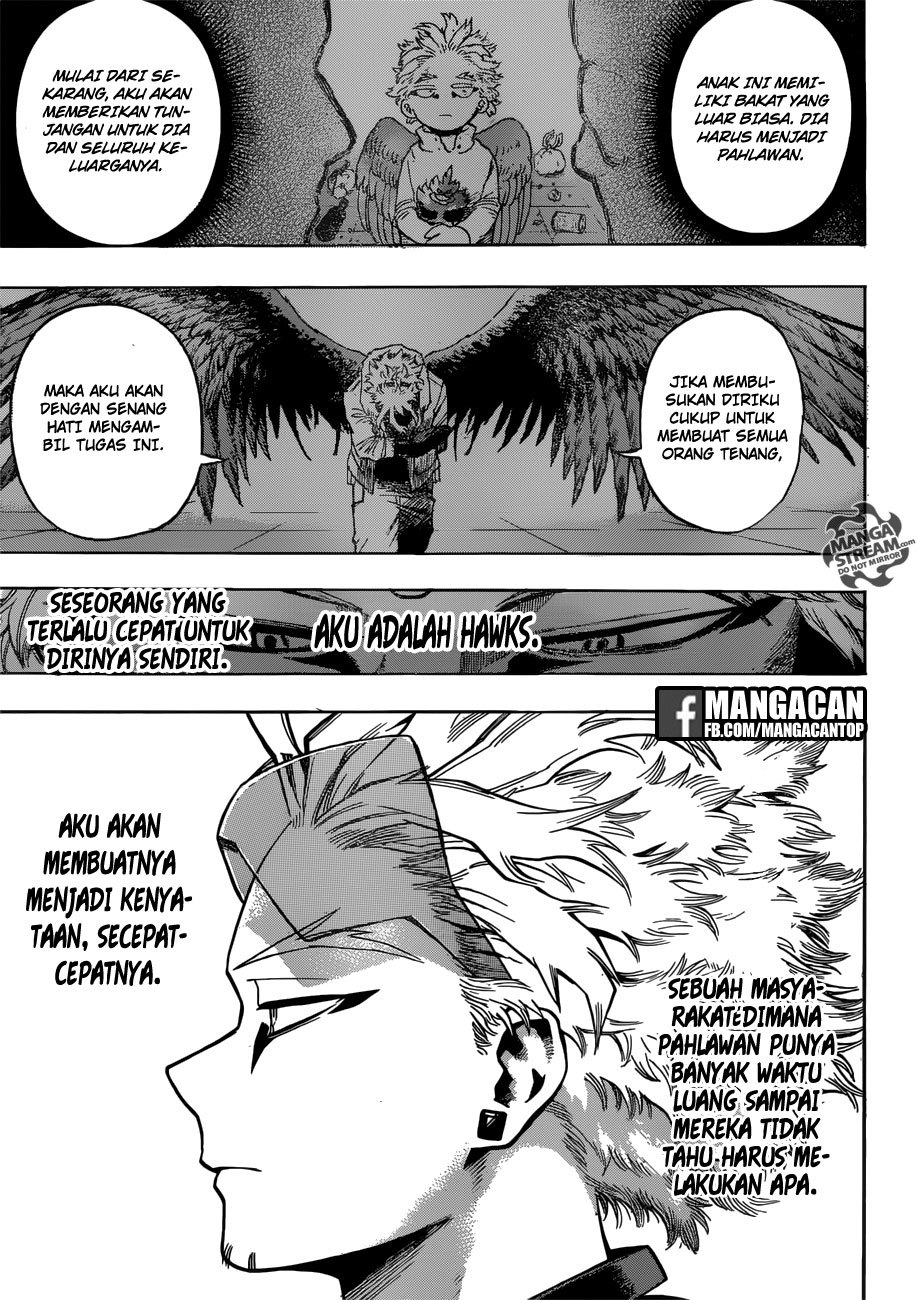 ANAK INI MEMI-
LIKI BAKAT YANG
LUAR BIASA. DIA
HARUS MENJADI
PAHLAWAN.
MULAI DARI SE-
KARANG, AKU AKAN
MEMBERIKAN TUN-
JANGAN UNTUK DIA
DAN SELURUH KE-
LUARGANYA.
JIKA MEMBU-
SUKAN DIRIKU
CUKUP UNTUK
MEMBUAT SEMUA
ORANG TENANG,
MAKA AKU AKAN
DENGAN SENANG
HATI MENGAM-
BIL TUGAS INI.
MANGA
STREAM.com
DO NOT MIRROR
AKU ADALAH HAWKS.
SESEORANG YANG
TERLALU CEPAT UNTUK
DIRINYA SENDIRI.
f MANGACAN
FB.COM/MANGACANTOP
SEBUAH MASYA-
RAKAT DIMANA
PAHLAWAN PUNYA
BANYAK WAKTU
LUANG SAMPAI
MEREKA TIDAK
TAHU HARUS ME-
LAKUKAN APA.
AKU AKAN
MEMBUATNYA
MENJADI KENYA-
TAAN, SECEPAT-
CEPATNYA.